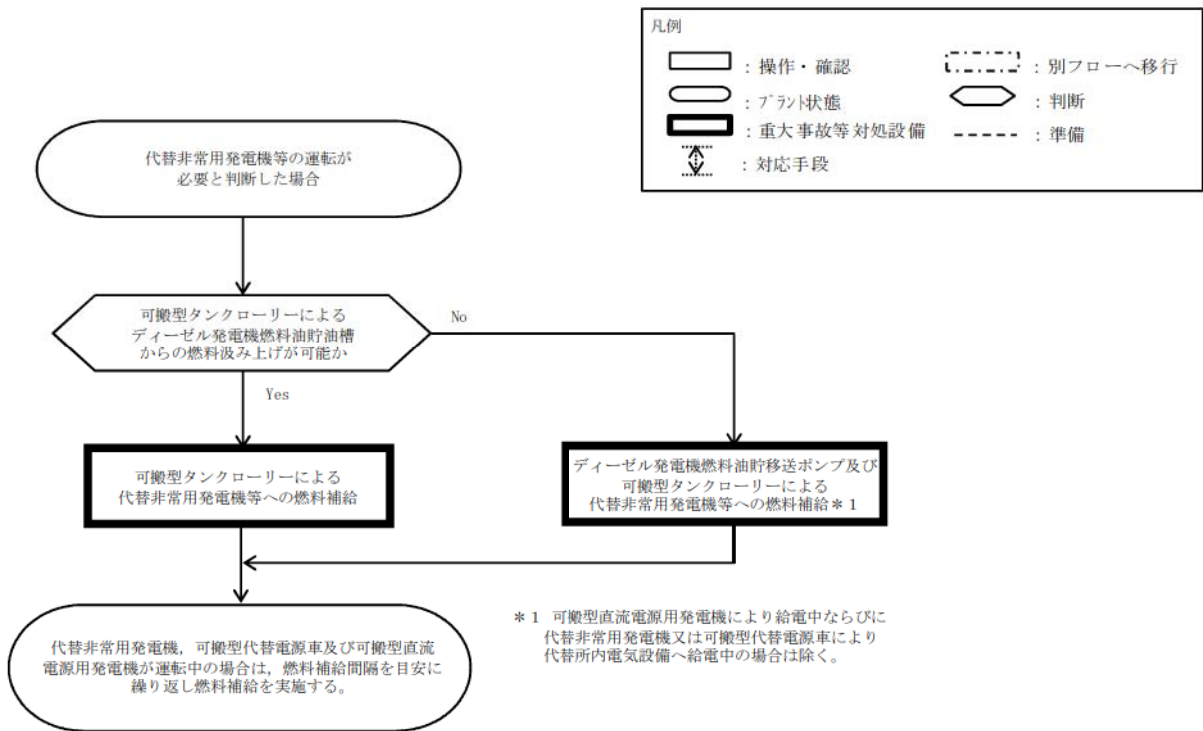 凡例
: 操作・確認
: 別フローへ移行
: プラント状態
: 判断
: 重大事故等対処設備
: 準備
: 対応手段
代替非常用発電機等の運転が
必要と判断した場合
可搬型タンクローリーによる
ディーゼル発電機燃料油貯油槽
からの燃料汲み上げが可能か
No
Yes
可搬型タンクローリーによる
代替非常用発電機等への燃料補給
ディーゼル発電機燃料油貯移送ポンプ及び
可搬型タンクローリーによる
代替非常用発電機等への燃料補給＊1
代替非常用発電機，可搬型代替電源車及び可搬型直流
電源用発電機が運転中の場合は，燃料補給間隔を目安に
繰り返し燃料補給を実施する。
＊1 可搬型直流電源用発電機により給電中ならびに
代替非常用発電機又は可搬型代替電源車により
代替所内電気設備へ給電中の場合は除く。